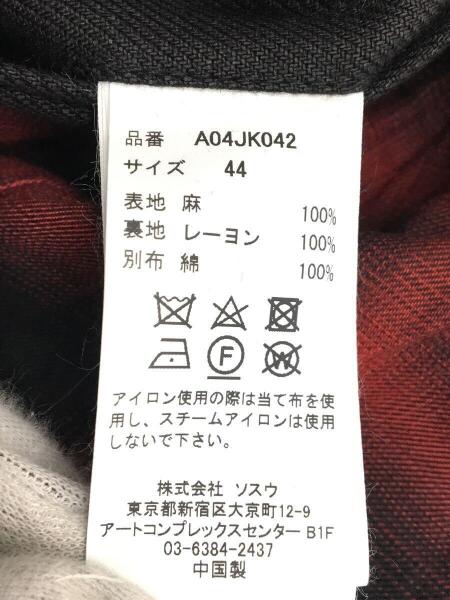 品番 A04JK042
サイズ 44
表地 麻 100%
裏地 レーヨン 100%
別布 綿 100%
F W
アイロン使用の際は当て布を使
用し、スチームアイロンは使用
しないで下さい。
株式会社 ソスウ
東京都新宿区大京町12-9
アートコンプレックスセンター B1F
03-6384-2437
中国製